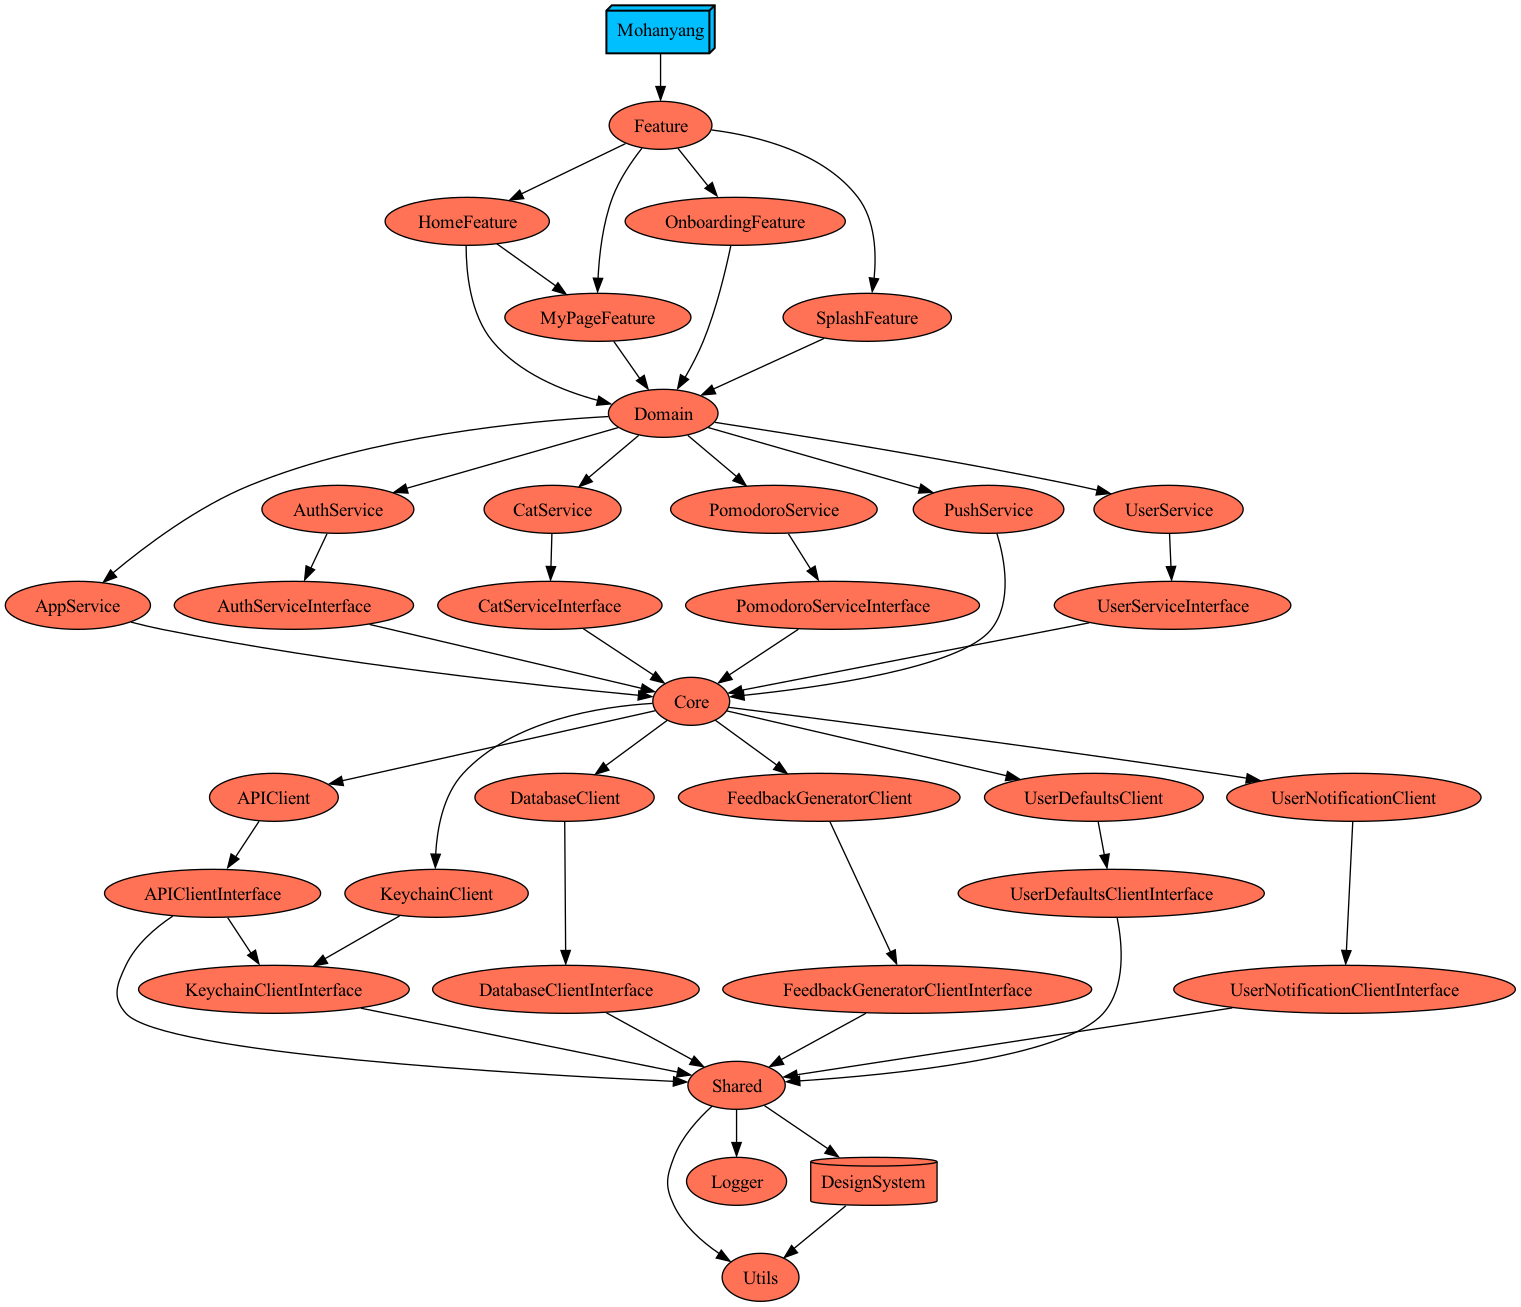 Mohanyang
Feature
HomeFeature
OnboardingFeature
MyPageFeature
SplashFeature
Domain
AuthService
CatService
PomodoroService
PushService
UserService
AppService
AuthServiceInterface
CatServiceInterface
PomodoroServiceInterface
UserServiceInterface
Core
APIClient
DatabaseClient
FeedbackGeneratorClient
UserDefaultsClient
UserNotificationClient
APIClientInterface
KeychainClient
UserDefaultsClientInterface
KeychainClientInterface
DatabaseClientInterface
FeedbackGeneratorClientInterface
UserNotificationClientInterface
Shared
Logger
DesignSystem
Utils